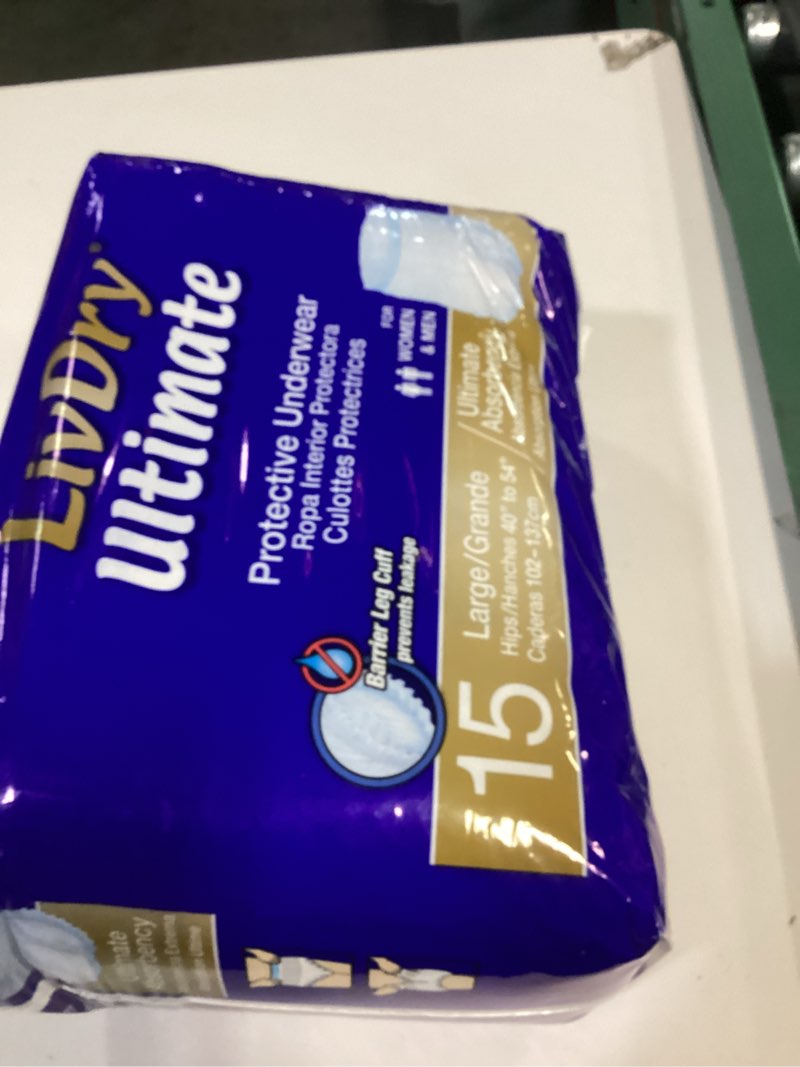 LivDry
Ultimate
Protective Underwear
Ropa Interior Protectora
Culottes Protectrices
FOR
WOMEN
& MEN
Barrier Leg Cuff
prevents leakage
15
Large/Grande
Hips/Hanches 40" to 54"
Caderas 102-137cm
Ultimate
Absorbency